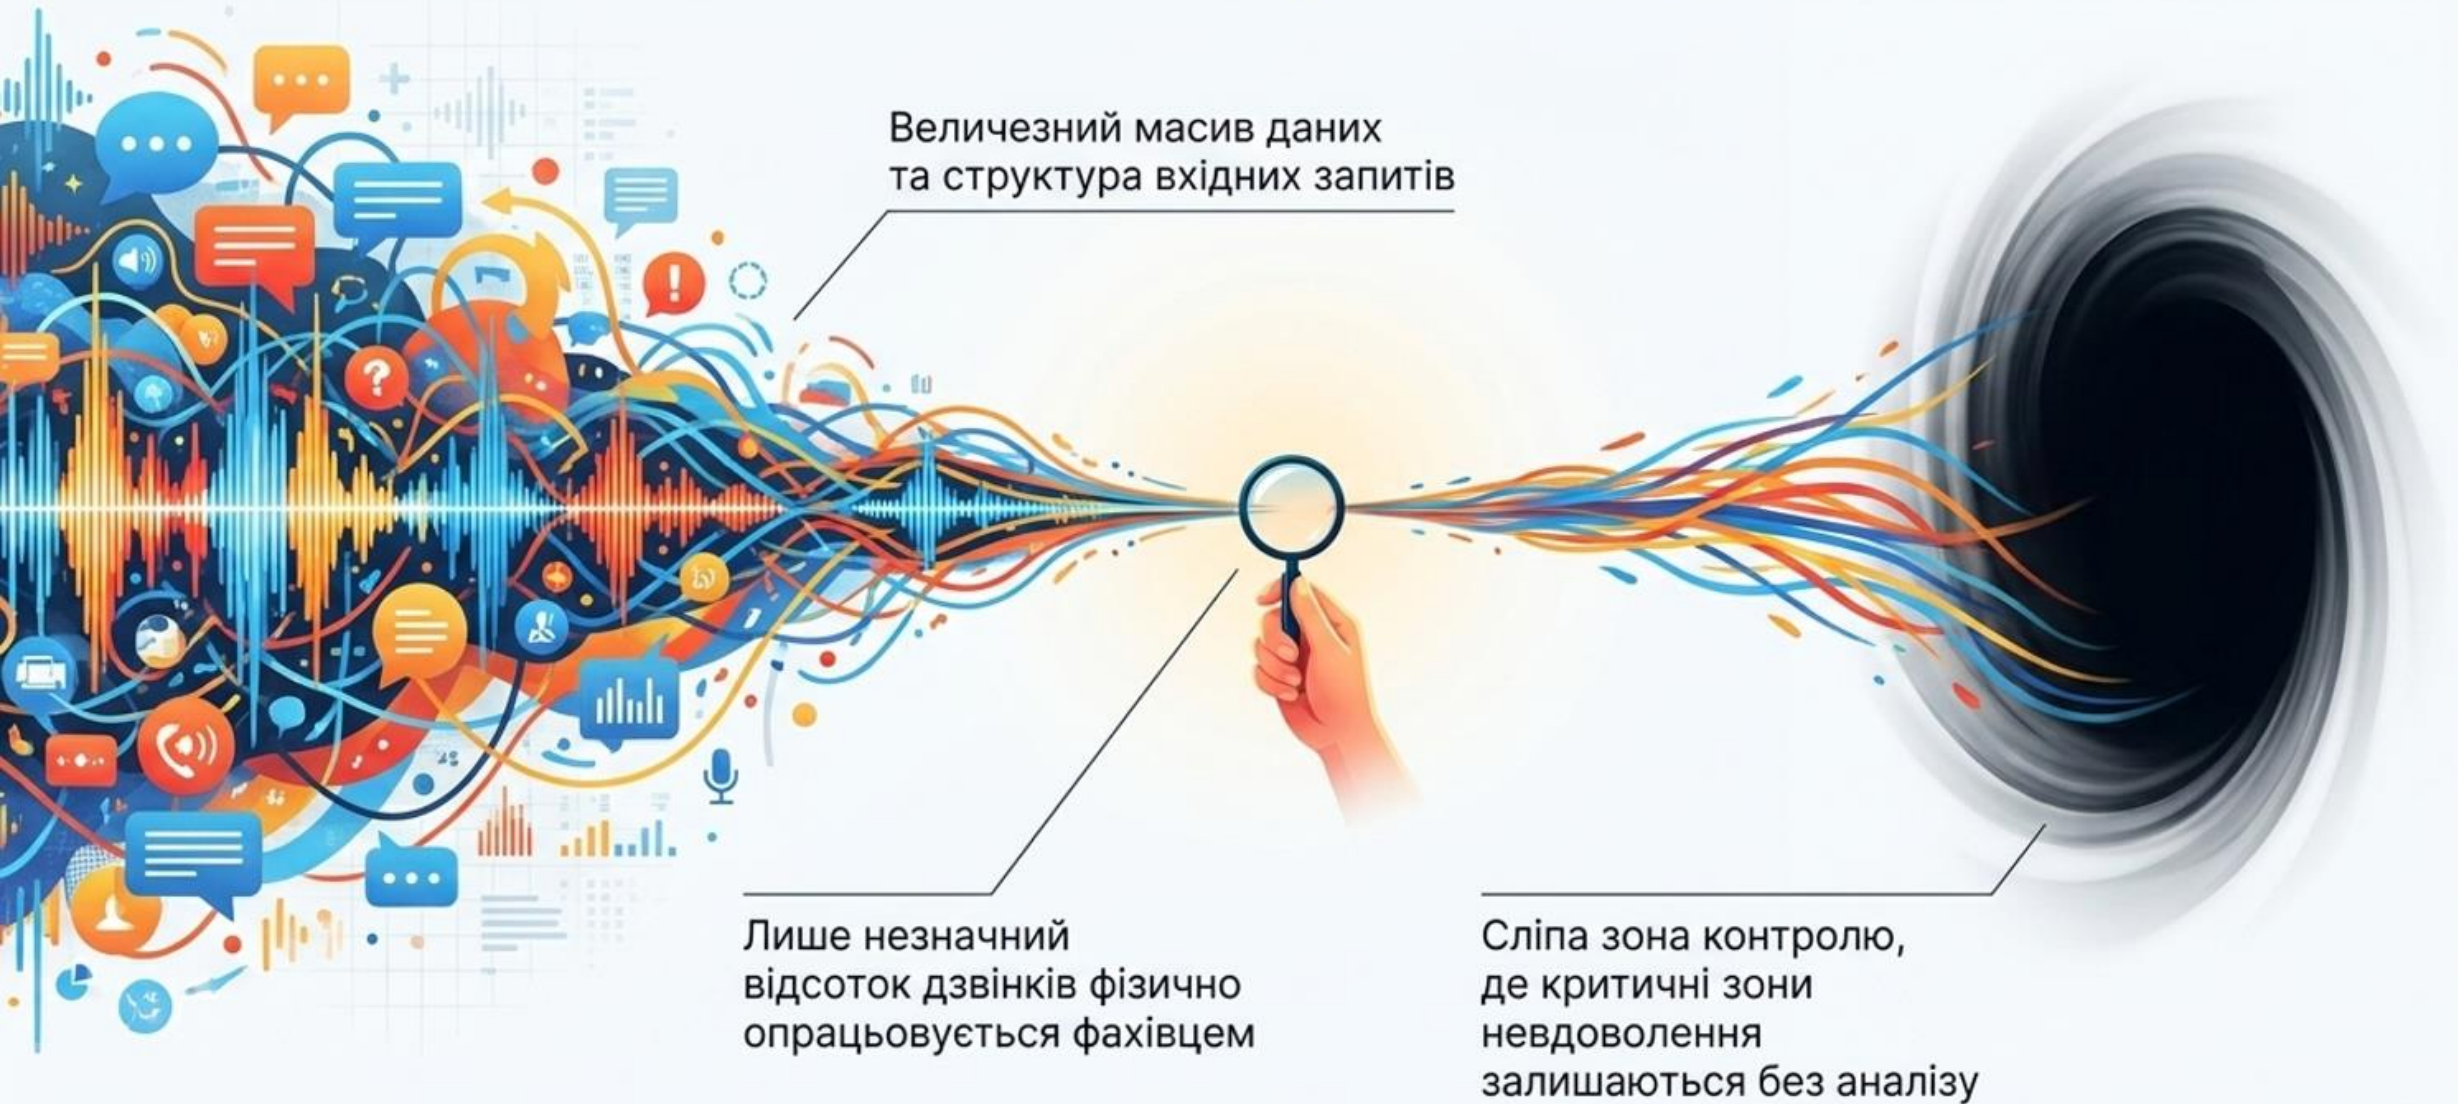 Величезний масив даних
та структура вхідних запитів
Лише незначний
відсоток дзвінків фізично
опрацьовується фахівцем
Сліпа зона контролю,
де критичні зони
невдоволення
залишаються без аналізу